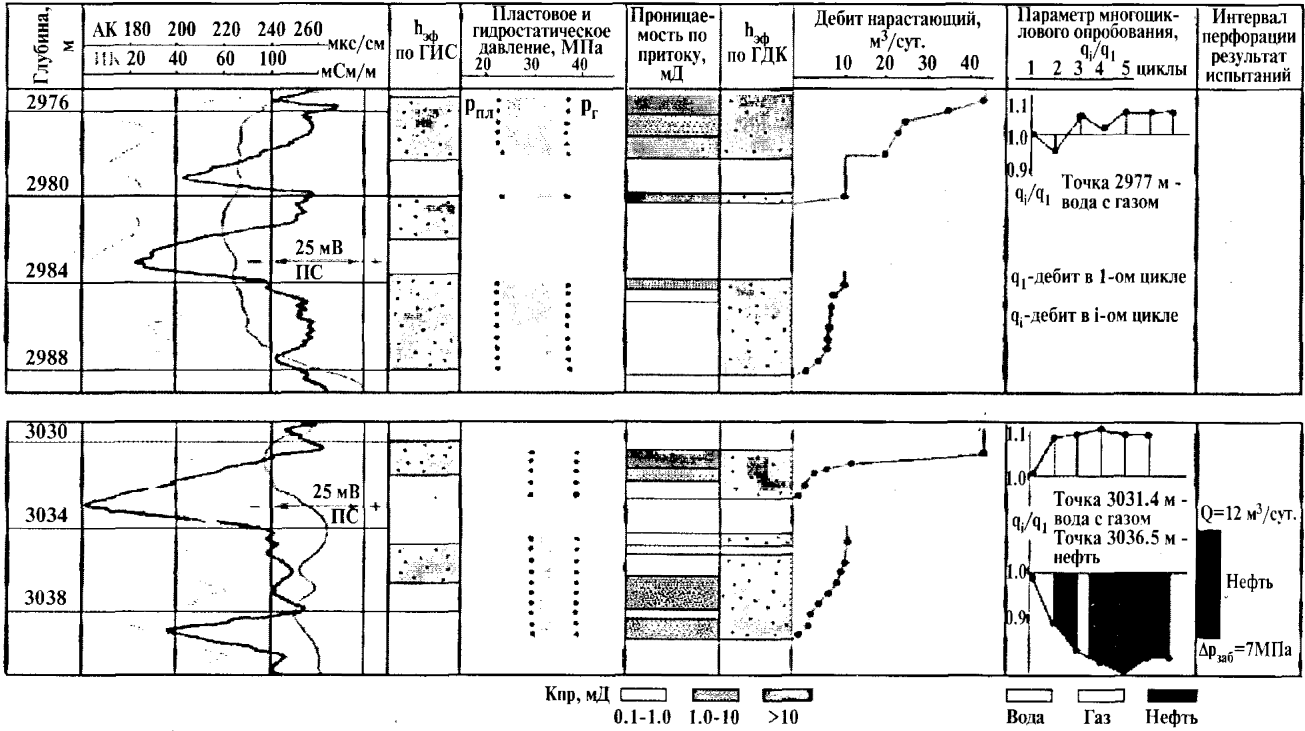 Глубина, м
АК 180 200 220 240 260 мкс/см
ИК 20 40 60 100 мСм/м
hэф по ГИС
Пластовое и гидростатическое давление, МПа
20 40
Проницае-
мость по
притоку,
мД
hэф
по ГДК
Дебит нарастающий,
м³/сут.
10 20 40
Параметр многоцик-
лового опробования,
qi/q1
1 2 3 4 5 циклы
Интервал
перфорации
результат
испытаний
2976
2980
2984
2988
25 мВ
ПС
Pпл
Pг
1.1
1.0
0.9
qi/q1
Точка 2977 м -
вода с газом
q1-дебит в 1-ом цикле
qi-дебит в i-ом цикле
3030
3034
3038
25 мВ
ПС
1.1
1.0
Точка 3031.4 м -
qi/q1 вода с газом
Точка 3036.5 м -
нефть
1.0
0.9
Q=12 м³/сут.
Нефть
Δpзаб=7МПа
Кпр, мД
0.1-1.0 1.0-10 >10
Вода Газ Нефть